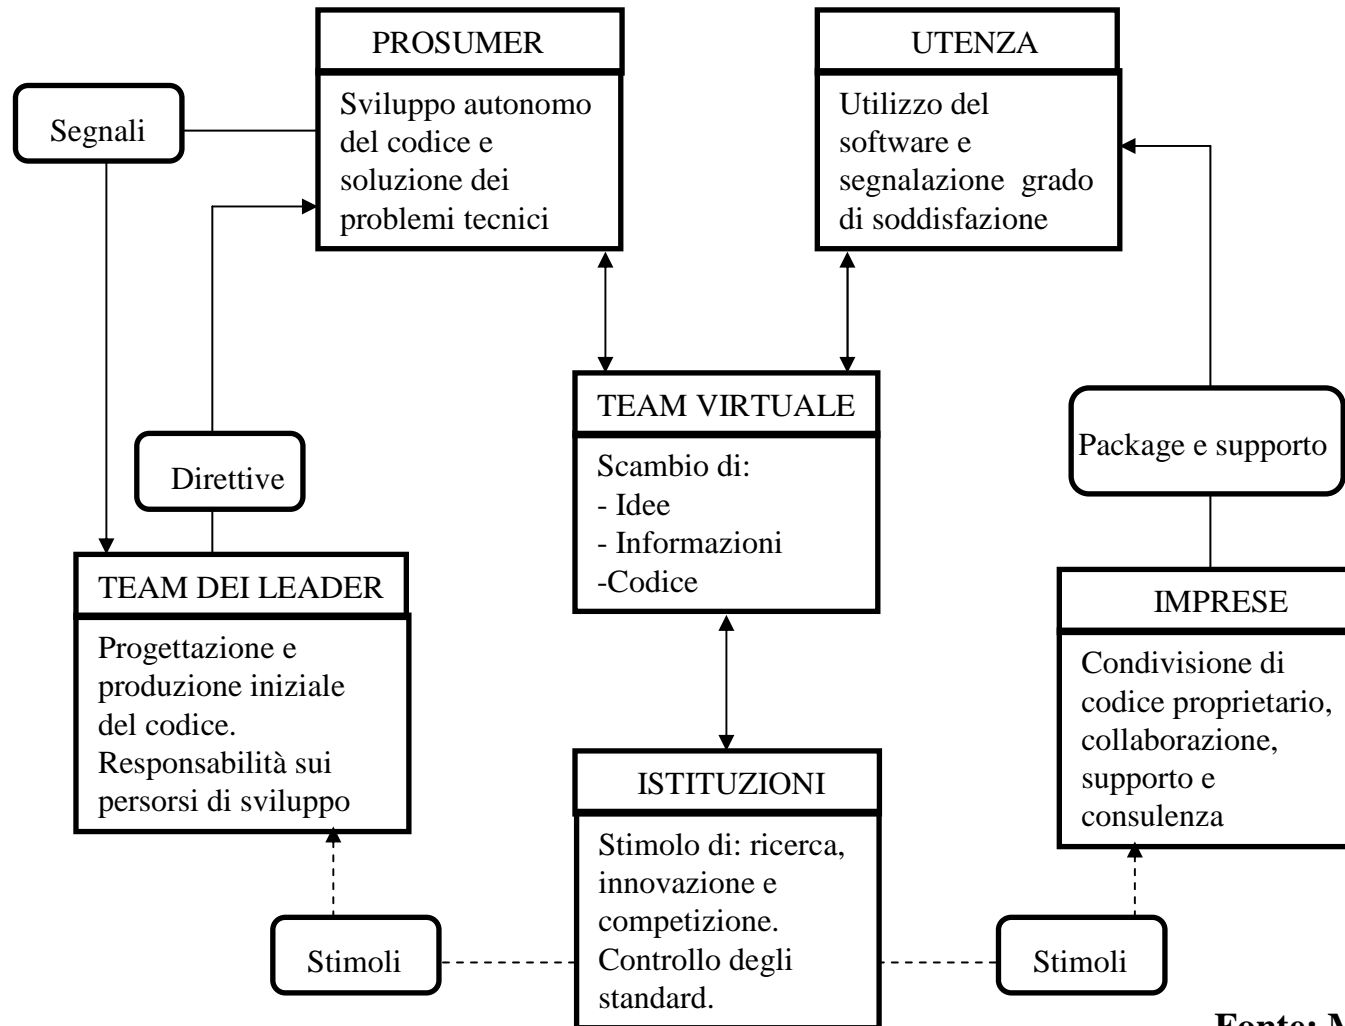 PROSUMER
Sviluppo autonomo
del codice e
soluzione dei
problemi tecnici
UTENZA
Utilizzo del
software e
segnalazione grado
di soddisfazione
Segnali
Direttive
TEAM VIRTUALE
Scambio di:
- Idee
- Informazioni
-Codice
Package e supporto
TEAM DEI LEADER
Progettazione e
produzione iniziale
del codice.
Responsabilità sui
persorsi di sviluppo
IMPRESE
Condivisione di
codice proprietario,
collaborazione,
supporto e
consulenza
ISTITUZIONI
Stimolo di: ricerca,
innovazione e
competizione.
Controllo degli
standard.
Stimoli
Stimoli
Fonte: M